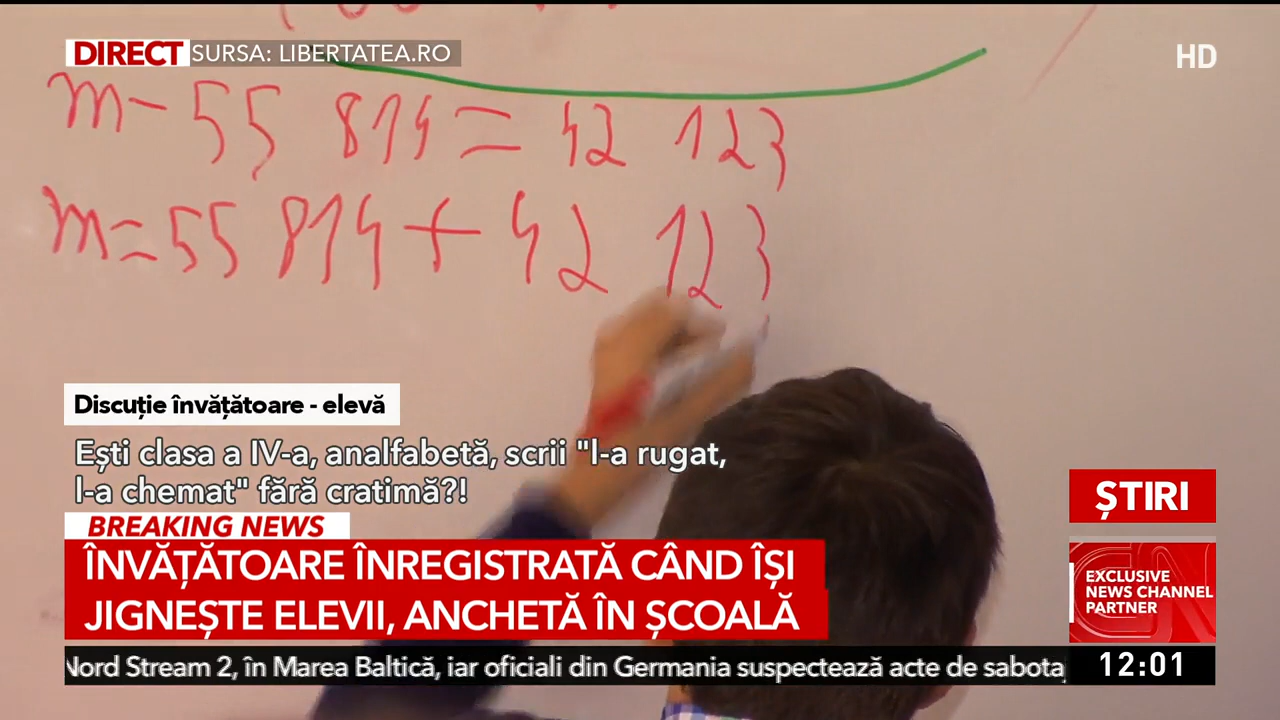 DIRECT SURSA: LIBERTATEA.RO
HD
m - 55 814 = 42 123
m = 55 814 + 42 123
Discuție învățătoare - elevă
Ești clasa a IV-a, analfabetă, scrii "l-a rugat,
l-a chemat" fără cratimă?!
BREAKING NEWS
ÎNVĂȚĂTOARE ÎNREGISTRATĂ CÂND ÎȘI
JIGNEȘTE ELEVII, ANCHETĂ ÎN ȘCOALĂ
ȘTIRI
EXCLUSIVE
NEWS CHANNEL
PARTNER
Nord Stream 2, în Marea Baltică, iar oficiali din Germania suspectează acte de sabotaj
12:01